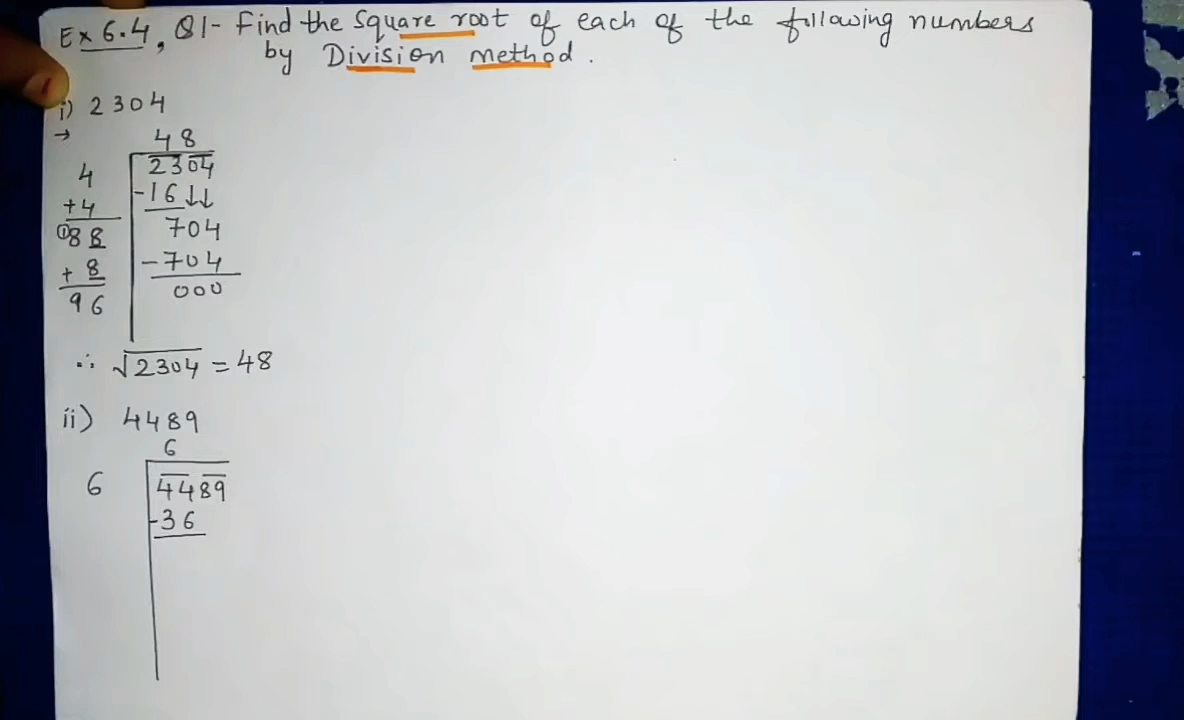 Ex 6.4, Q1- Find the square root of each of the following numbers
by Division method.
i) 2304
→
48
4 2304
+4 -16↓↓
①88 704
+8 -704
96 000
∴ √2304 = 48
ii) 4489
6
6 4489
-36